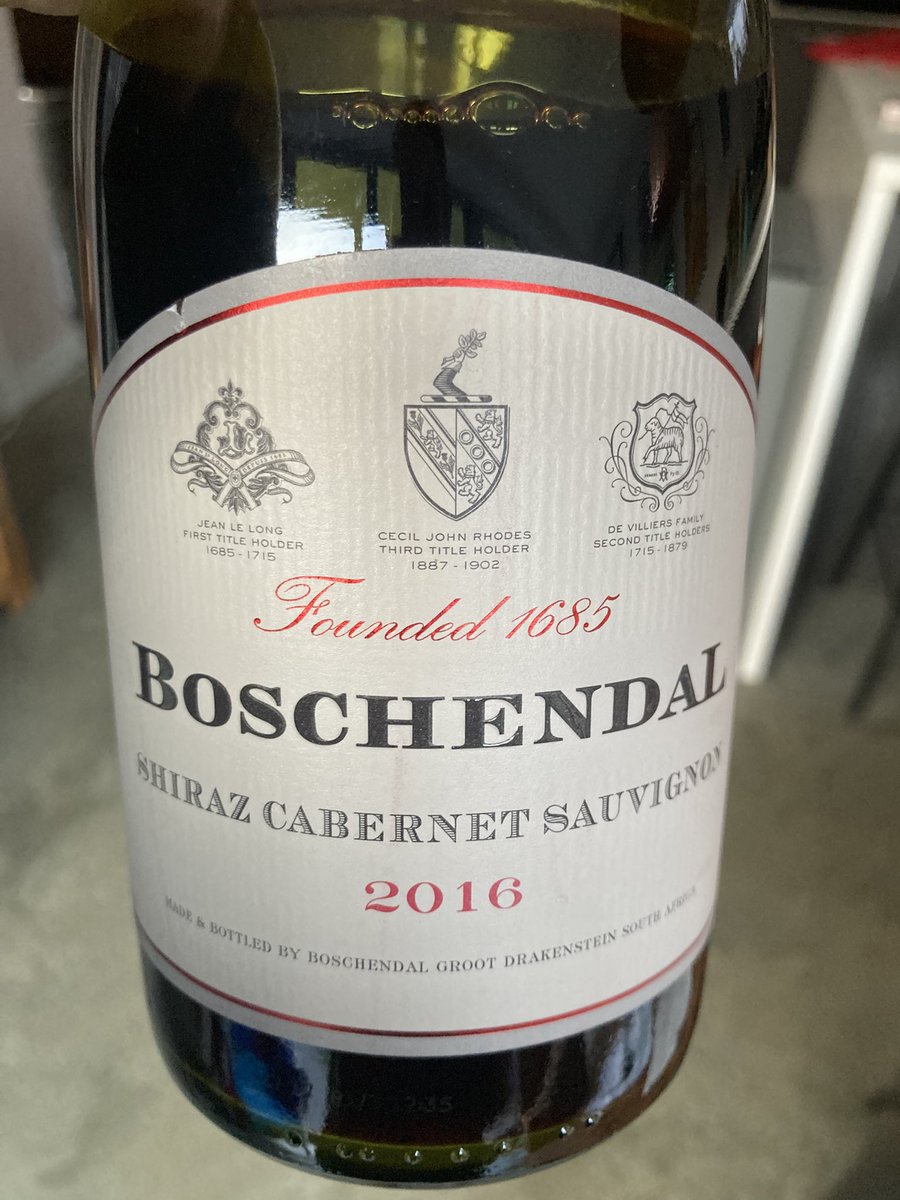 JEAN LE LONG
FIRST TITLE HOLDER
1685 - 1715
CECIL JOHN RHODES
THIRD TITLE HOLDER
1887 - 1902
DE VILLIERS FAMILY
SECOND TITLE HOLDERS
1715 - 1879
Founded 1685
BOSCHENDAL
SHIRAZ CABERNET SAUVIGNON
2016
MADE & BOTTLED BY BOSCHENDAL GROOT DRAKENSTEIN SOUTH AFRICA